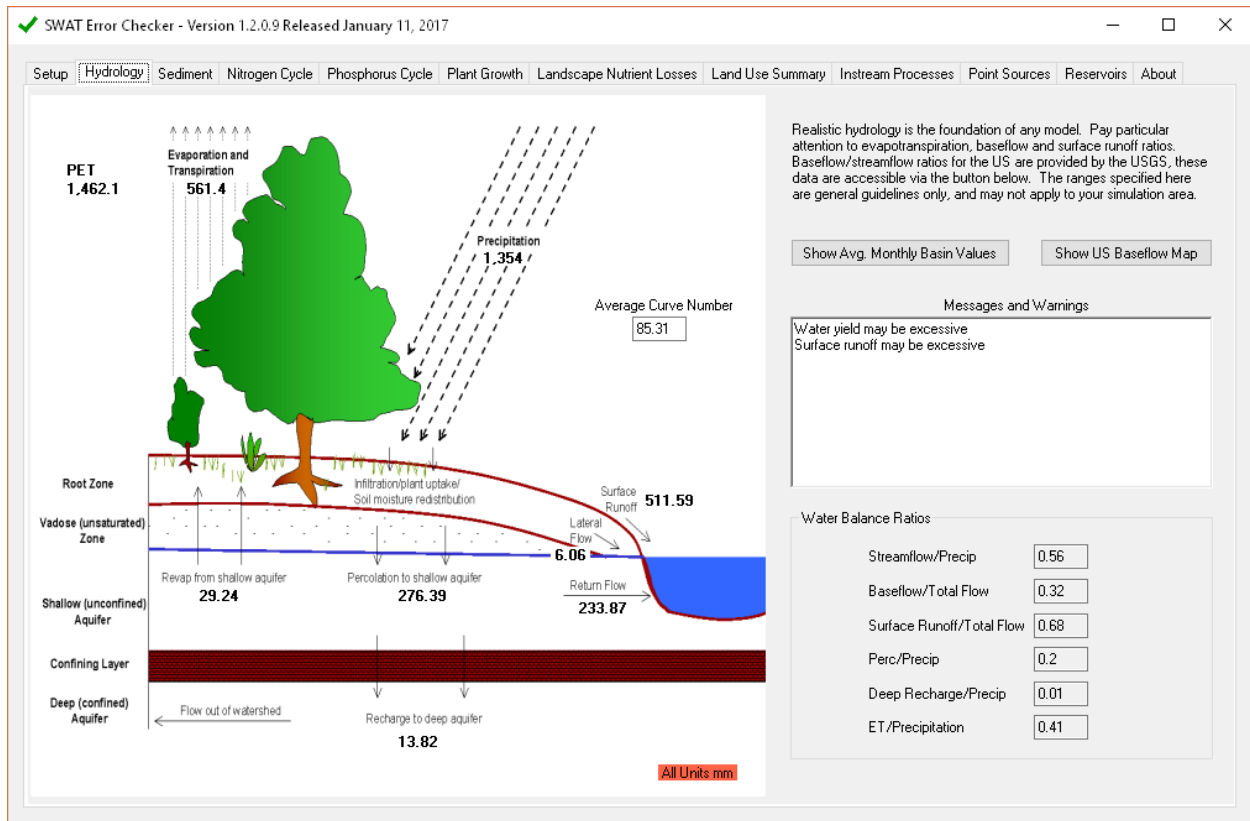 SWAT Error Checker - Version 1.2.0.9 Released January 11, 2017
Setup Hydrology Sediment Nitrogen Cycle Phosphorus Cycle Plant Growth Landscape Nutrient Losses Land Use Summary Instream Processes Point Sources Reservoirs About
PET
1,462.1
Evaporation and
Transpiration
561.4
Precipitation
1,354
Average Curve Number
85.31
Root Zone
Infiltration/plant uptake/
Soil moisture redistribution
Surface
Runoff
511.59
Vadose (unsaturated)
Zone
Lateral
Flow
6.06
Revap from shallow aquifer
29.24
Percolation to shallow aquifer
276.39
Return Flow
233.87
Shallow (unconfined)
Aquifer
Confining Layer
Deep (confined)
Aquifer
Flow out of watershed
Recharge to deep aquifer
13.82
All Units mm
Realistic hydrology is the foundation of any model. Pay particular
attention to evapotranspiration, baseflow and surface runoff ratios.
Baseflow/streamflow ratios for the US are provided by the USGS, these
data are accessible via the button below. The ranges specified here
are general guidelines only, and may not apply to your simulation area.
Show Avg. Monthly Basin Values
Show US Baseflow Map
Messages and Warnings
Water yield may be excessive
Surface runoff may be excessive
Water Balance Ratios
Streamflow/Precip 0.56
Baseflow/Total Flow 0.32
Surface Runoff/Total Flow 0.68
Perc/Precip 0.2
Deep Recharge/Precip 0.01
ET/Precipitation 0.41